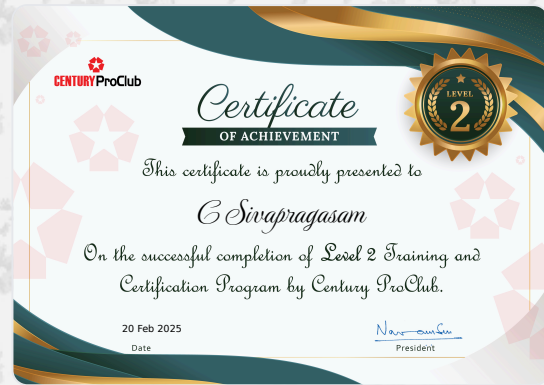 CENTURY ProClub
LEVEL
2
Certificate
OF ACHIEVEMENT
This certificate is proudly presented to
C Sivapragasam
On the successful completion of Level 2 Training and
Certification Program by Century ProClub.
20 Feb 2025
Date
President